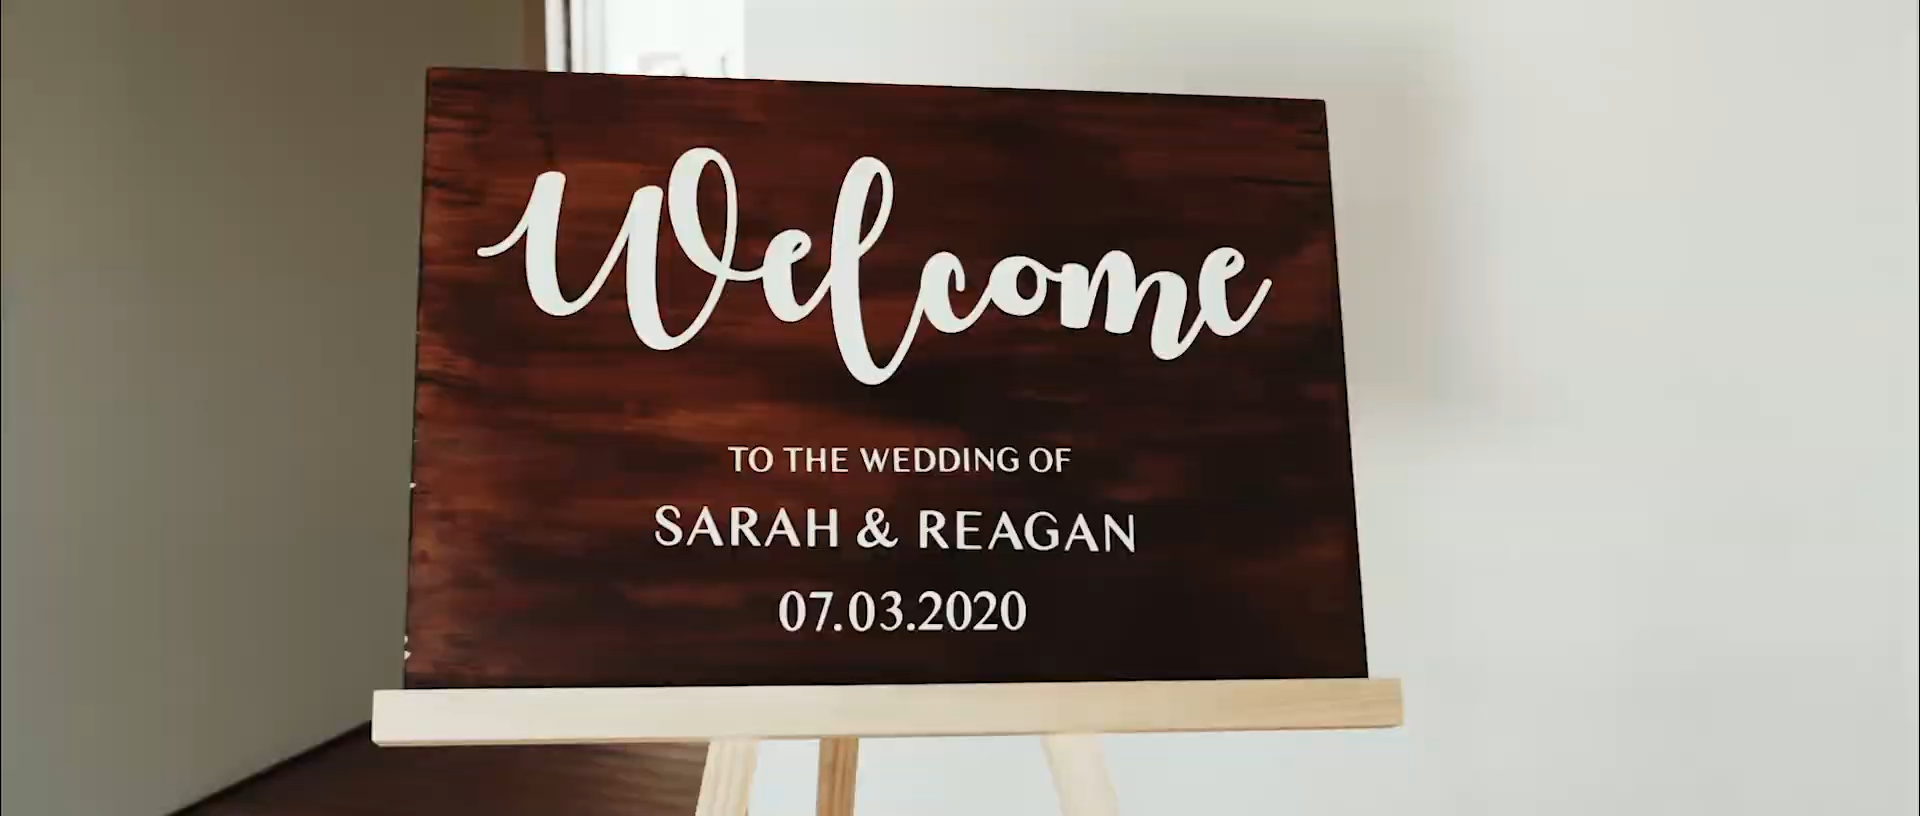 Welcome
TO THE WEDDING OF
SARAH & REAGAN
07.03.2020